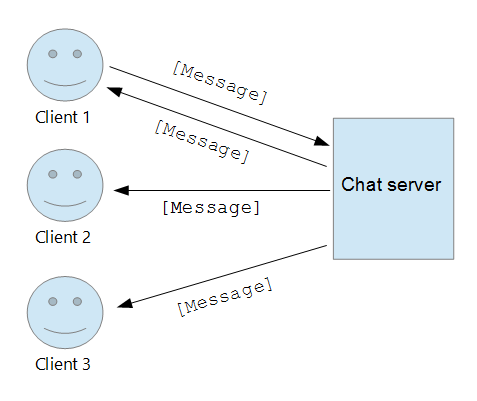 [Message]
Client 1
[Message]
Chat server
[Message]
Client 2
[Message]
Client 3